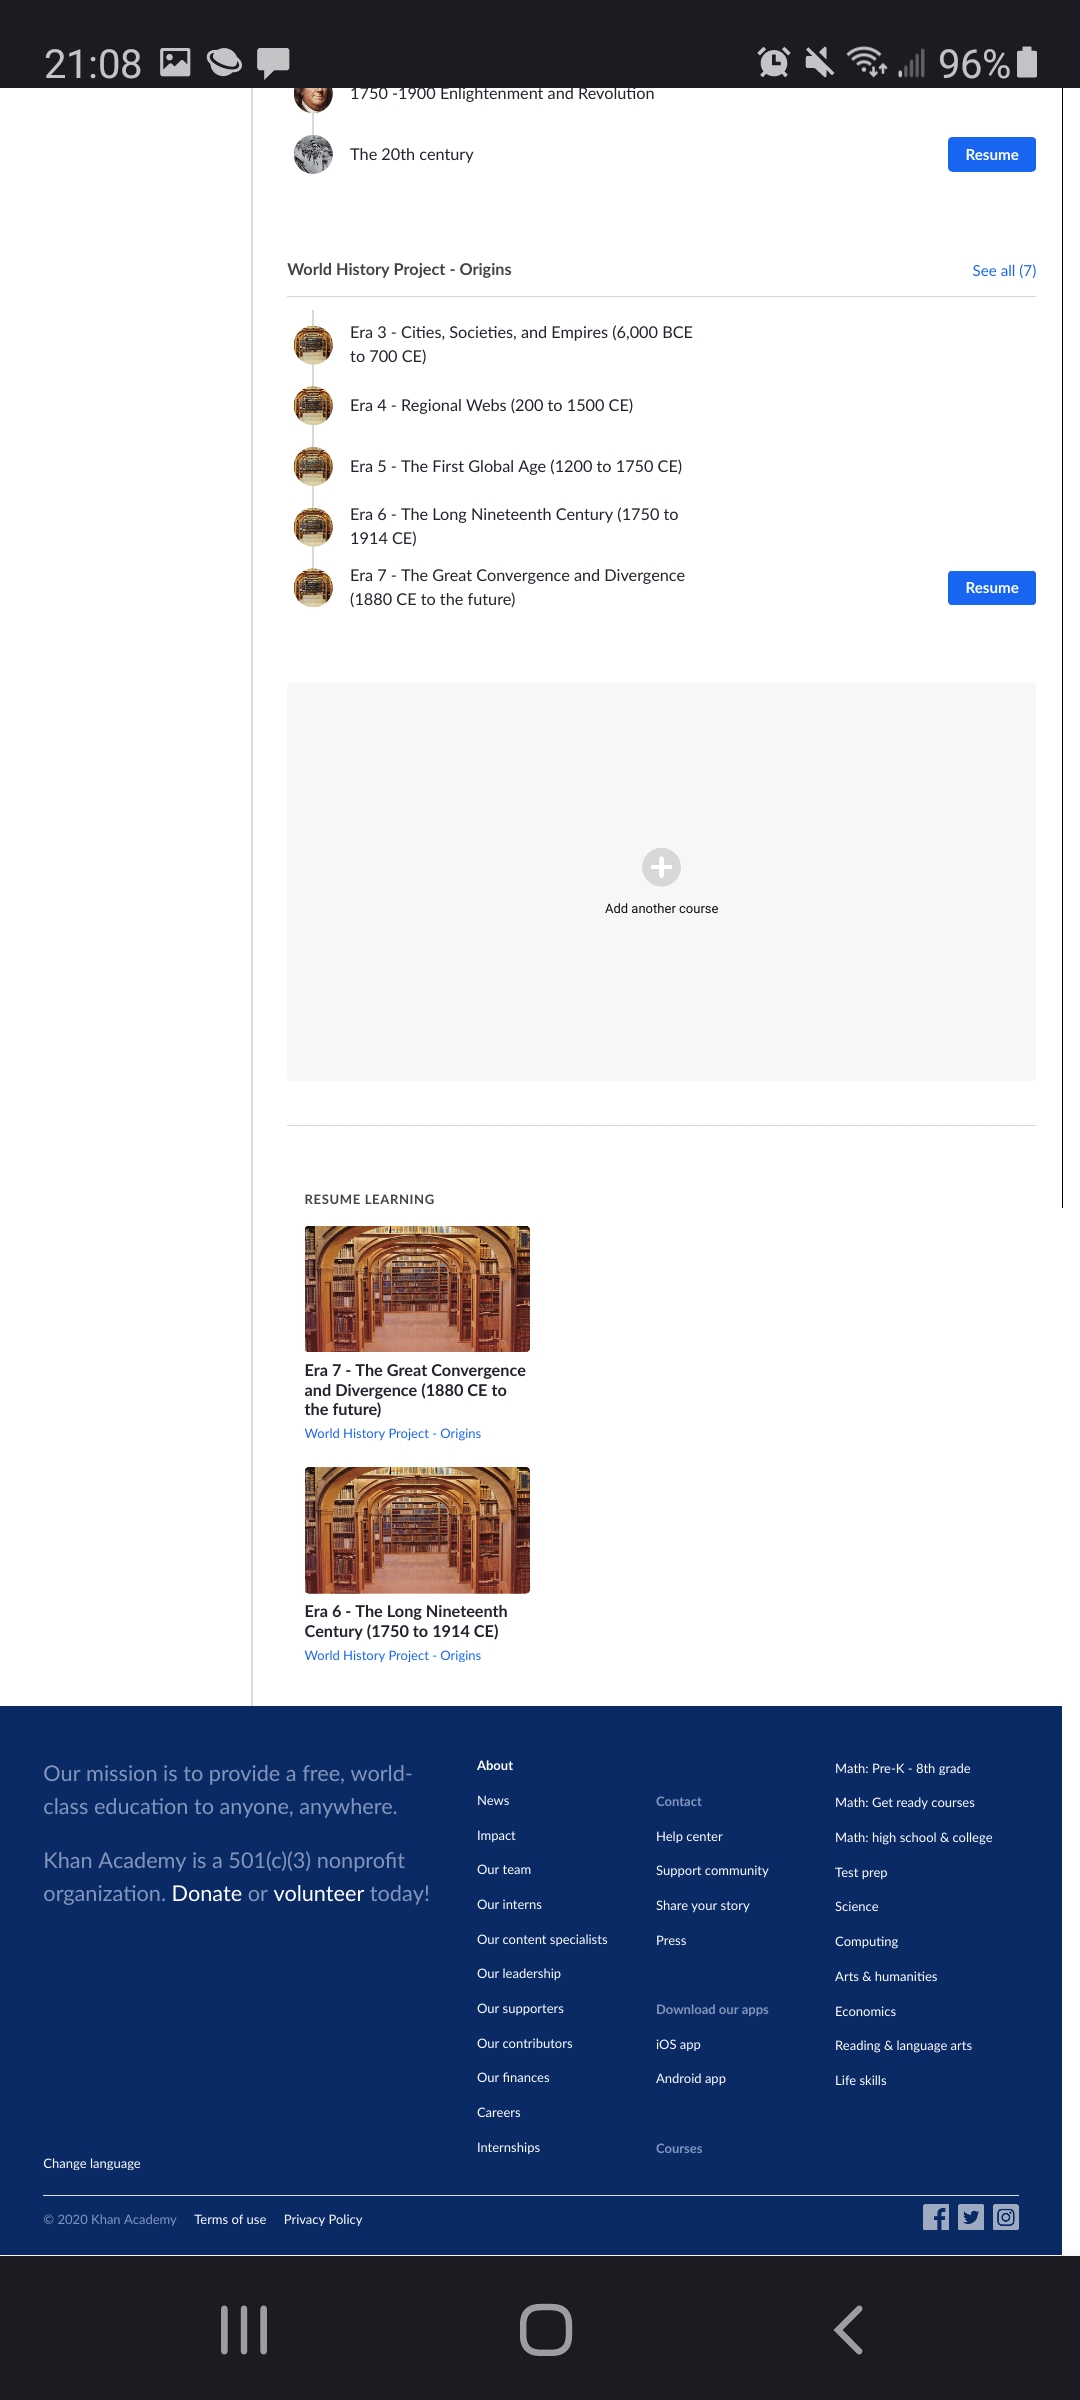 21:08
96%
1750 -1900 Enlightenment and Revolution
The 20th century
Resume
World History Project - Origins
See all (7)
Era 3 - Cities, Societies, and Empires (6,000 BCE
to 700 CE)
Era 4 - Regional Webs (200 to 1500 CE)
Era 5 - The First Global Age (1200 to 1750 CE)
Era 6 - The Long Nineteenth Century (1750 to
1914 CE)
Era 7 - The Great Convergence and Divergence
(1880 CE to the future)
Resume
Add another course
RESUME LEARNING
Era 7 - The Great Convergence
and Divergence (1880 CE to
the future)
World History Project - Origins
Era 6 - The Long Nineteenth
Century (1750 to 1914 CE)
World History Project - Origins
Our mission is to provide a free, world-
class education to anyone, anywhere.
Khan Academy is a 501(c)(3) nonprofit
organization. Donate or volunteer today!
Change language
About
News
Impact
Our team
Our interns
Our content specialists
Our leadership
Our supporters
Our contributors
Our finances
Careers
Internships
Contact
Help center
Support community
Share your story
Press
Download our apps
iOS app
Android app
Courses
Math: Pre-K - 8th grade
Math: Get ready courses
Math: high school & college
Test prep
Science
Computing
Arts & humanities
Economics
Reading & language arts
Life skills
© 2020 Khan Academy
Terms of use
Privacy Policy